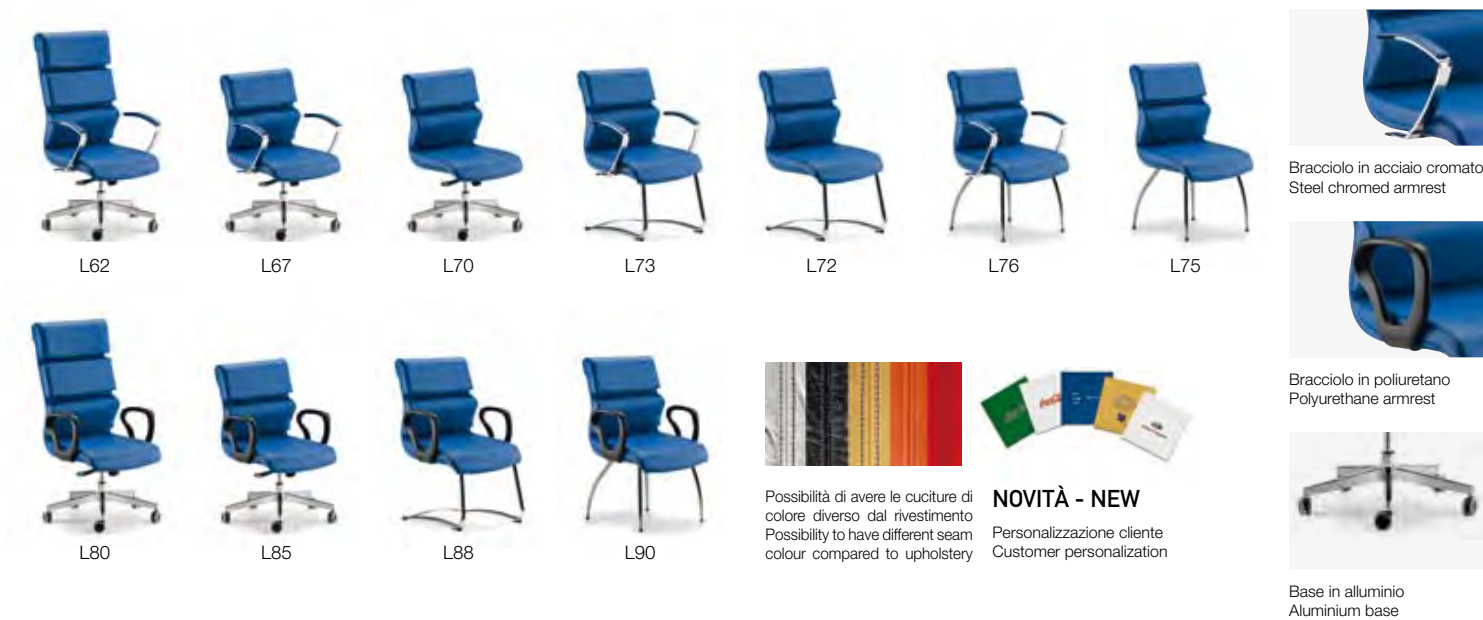 L62
L67
L70
L73
L72
L76
L75
Bracciolo in acciaio cromato
Steel chromed armrest
Bracciolo in poliuretano
Polyurethane armrest
L80
L85
L88
L90
Possibilità di avere le cuciture di
colore diverso dal rivestimento
Possibility to have different seam
colour compared to upholstery
NOVITÀ - NEW
Personalizzazione cliente
Customer personalization
Base in alluminio
Aluminium base